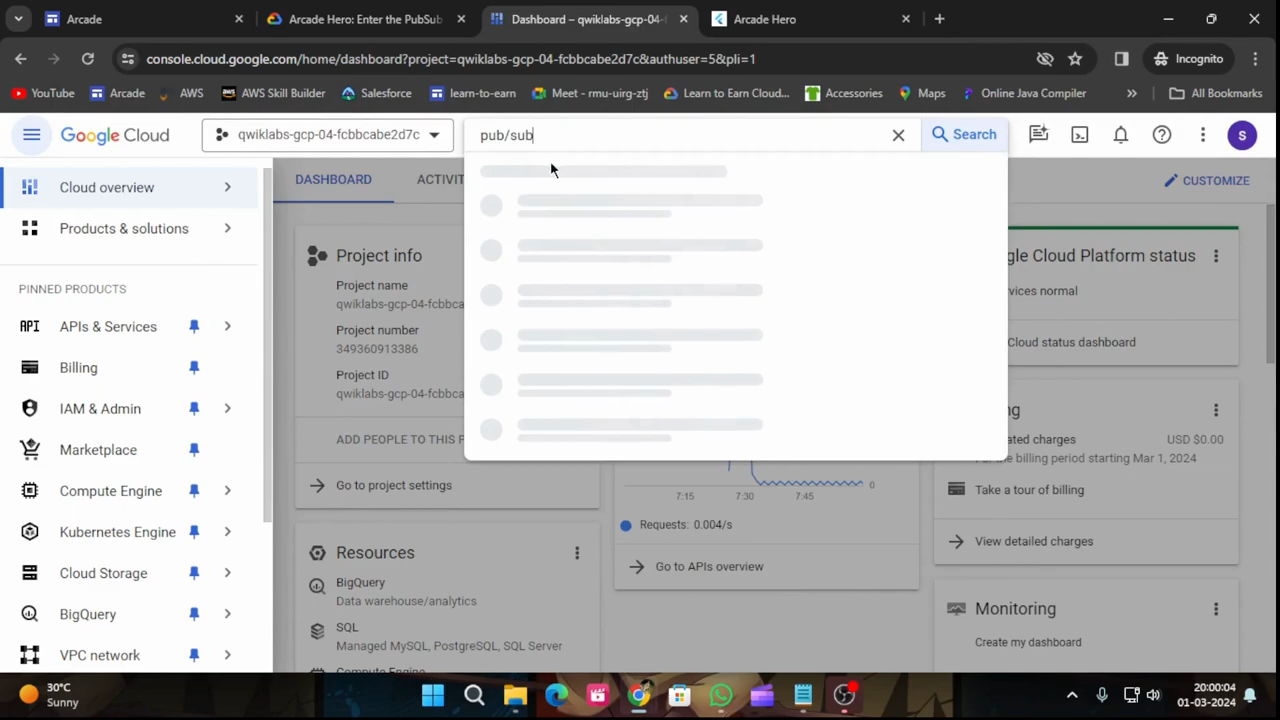 Arcade
Arcade Hero: Enter the PubSub
Dashboard – qwiklabs-gcp-04-
Arcade Hero
console.cloud.google.com/home/dashboard?project=qwiklabs-gcp-04-fcbbcabe2d7c&authuser=5&pli=1
Incognito
YouTube
Arcade
AWS
AWS Skill Builder
Salesforce
learn-to-earn
Meet - rmu-uirg-ztj
Learn to Earn Cloud...
Accessories
Maps
Online Java Compiler
All Bookmarks
Google Cloud
qwiklabs-gcp-04-fcbbcabe2d7c
pub/sub
Search
S
Cloud overview
Products & solutions
PINNED PRODUCTS
API APIs & Services
Billing
IAM & Admin
Marketplace
Compute Engine
Kubernetes Engine
Cloud Storage
BigQuery
VPC network
DASHBOARD
ACTIVIT
CUSTOMIZE
Project info
Project name
qwiklabs-gcp-04-fcbbca
Project number
349360913386
Project ID
qwiklabs-gcp-04-fcbbca
ADD PEOPLE TO THIS P
Go to project settings
Resources
BigQuery
Data warehouse/analytics
SQL
Managed MySQL, PostgreSQL, SQL Server
Compute Engine
7:15
7:30
7:45
0
Requests: 0.004/s
Go to APIs overview
gle Cloud Platform status
vices normal
Cloud status dashboard
ng
ated charges
USD $0.00
the billing period starting Mar 1, 2024
Take a tour of billing
View detailed charges
Monitoring
Create my dashboard
30°C
Sunny
20:00:04
01-03-2024